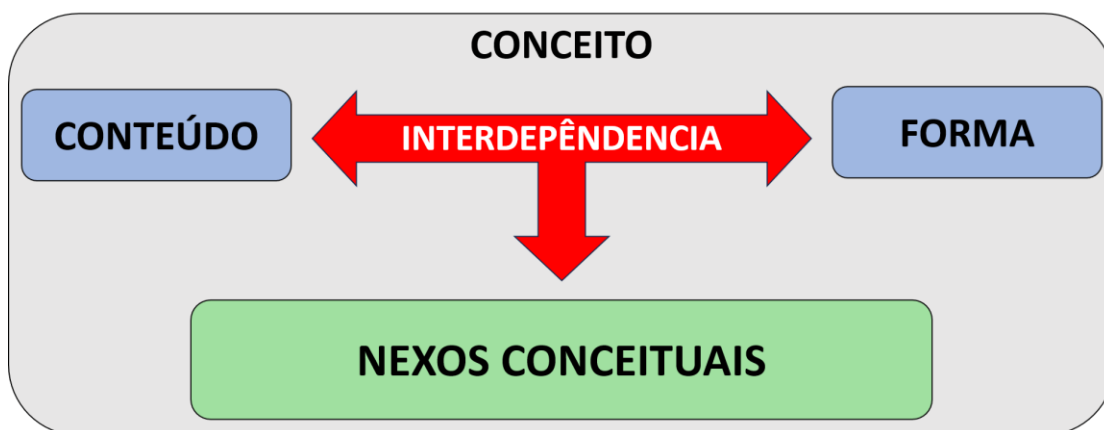 CONCEITO
CONTEÚDO
INTERDEPÊNDENCIA
FORMA
NEXOS CONCEITUAIS